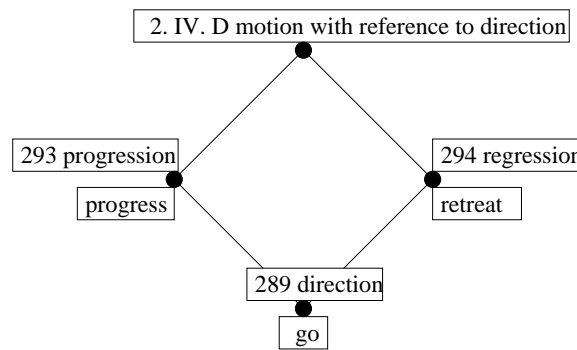 2. IV. D motion with reference to direction
293 progression
294 regression
progress
retreat
289 direction
go